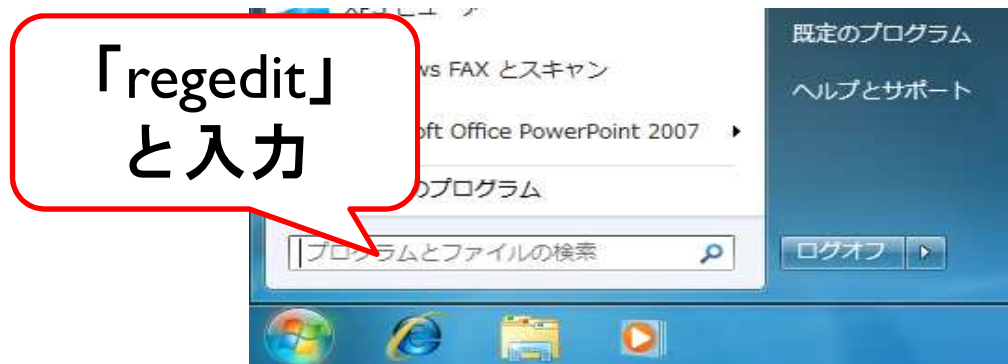 「regedit」
と入力
ws FAX とスキャン
oft Office PowerPoint 2007
のプログラム
プログラムとファイルの検索
既定のプログラム
ヘルプとサポート
ログオフ